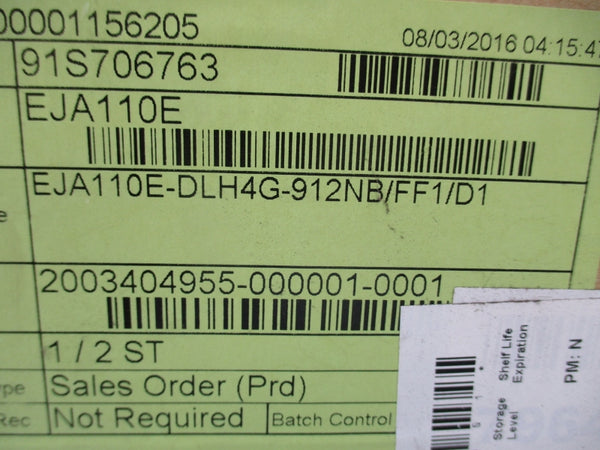 00001156205
08/03/2016 04:15:47
91S706763
EJA110E
EJA110E-DLH4G-912NB/FF1/D1
2003404955-000001-0001
1 / 2 ST
Sales Order (Prd)
Rec Not Required Batch Control
Storage Level
Shelf Life Expiration
PM: N